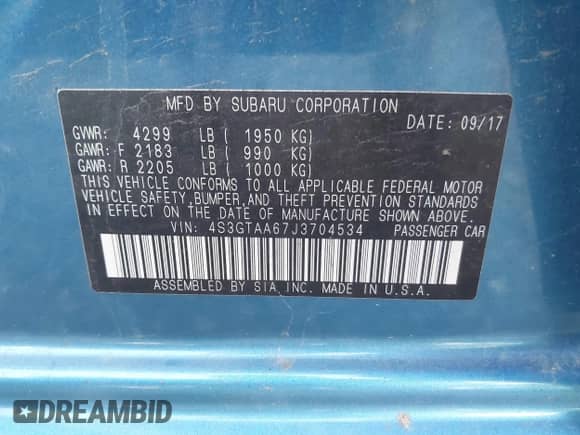 MFD BY SUBARU CORPORATION
DATE: 09/17
GVWR: 4299 LB ( 1950 KG)
GAWR: F 2183 LB ( 990 KG)
GAWR: R 2205 LB ( 1000 KG)
THIS VEHICLE CONFORMS TO ALL APPLICABLE FEDERAL MOTOR
VEHICLE SAFETY, BUMPER, AND THEFT PREVENTION STANDARDS
IN EFFECT ON THE DATE OF MANUFACTURE SHOWN ABOVE.
VIN: 4S3GTAA67J3704534 PASSENGER CAR
ASSEMBLED BY SIA, INC. MADE IN U.S.A.
DREAMBID